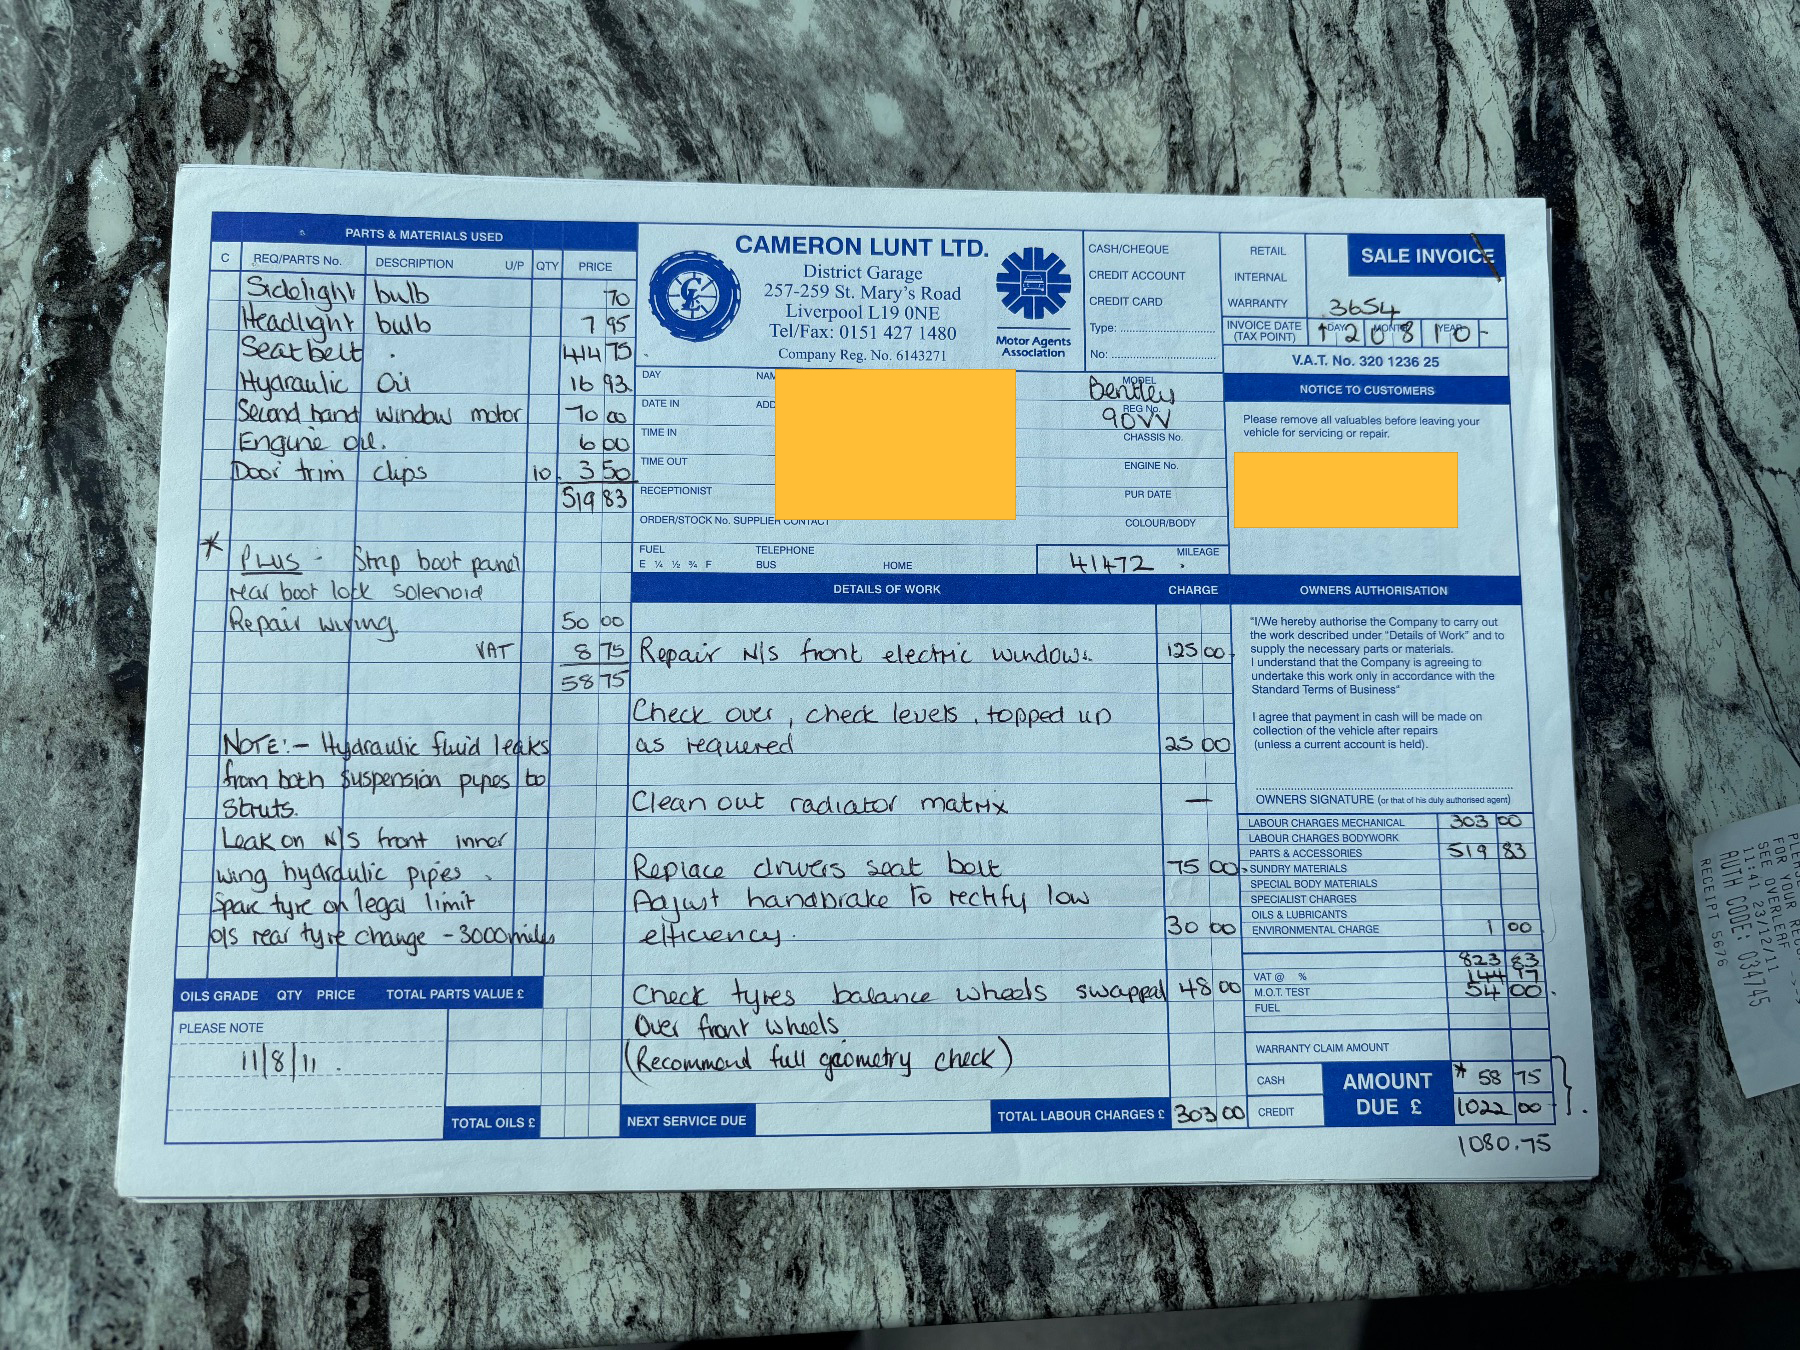 PARTS & MATERIALS USED
C REQ/PARTS No. DESCRIPTION U/P QTY PRICE
Sidelight bulb 70
Headlight bulb 7 95
Seat belt . 414 75
Hydraulic Oil 16 93
Second hand window motor 70 00
Engine oil. 6 00
Door trim clips 10 3 50
519 83
* PLUS - Strip boot panel
rear boot lock solenoid
Repair wiring. 50 00
VAT 8 75
58 75
NOTE:- Hydraulic fluid leaks
from both suspension pipes to
struts.
Leak on N/S front inner
wing hydraulic pipes .
Spare tyre on legal limit
o/s rear tyre change - 3000 miles
OILS GRADE QTY PRICE TOTAL PARTS VALUE £
PLEASE NOTE
11/8/11 .
TOTAL OILS £
CAMERON LUNT LTD.
District Garage
257-259 St. Mary's Road
Liverpool L19 0NE
Tel/Fax: 0151 427 1480
Company Reg. No. 6143271
Motor Agents
Association
CASH/CHEQUE
CREDIT ACCOUNT
CREDIT CARD
Type:
No:
RETAIL
INTERNAL
WARRANTY
SALE INVOICE
3654
INVOICE DATE
(TAX POINT)
DAY MONTH YEAR
1 2 0 8 1 0 -
V.A.T. No. 320 1236 25
DAY
DATE IN
TIME IN
TIME OUT
RECEPTIONIST
ORDER/STOCK No. SUPPLIER CONTACT
MODEL
Bentley
REG No.
90VV
CHASSIS No.
ENGINE No.
PUR DATE
COLOUR/BODY
FUEL
E ¼ ½ ¾ F
TELEPHONE
BUS HOME
41472 . MILEAGE
NOTICE TO CUSTOMERS
Please remove all valuables before leaving your
vehicle for servicing or repair.
DETAILS OF WORK CHARGE
Repair N/S front electric window. 125 00
Check over, check levels, topped up
as requered 25 00
Clean out radiator matrix —
Replace drivers seat bolt 75 00
Adjust handbrake to rectify low
efficiency. 30 00
Check tyres balance wheels swapped 48 00
Over front wheels
(Recommend full geometry check)
NEXT SERVICE DUE
TOTAL LABOUR CHARGES £ 303 00
OWNERS AUTHORISATION
"I/We hereby authorise the Company to carry out
the work described under "Details of Work" and to
supply the necessary parts or materials.
I understand that the Company is agreeing to
undertake this work only in accordance with the
Standard Terms of Business"
I agree that payment in cash will be made on
collection of the vehicle after repairs
(unless a current account is held).
OWNERS SIGNATURE (or that of his duly authorised agent)
LABOUR CHARGES MECHANICAL 303 00
LABOUR CHARGES BODYWORK
PARTS & ACCESSORIES 519 83
SUNDRY MATERIALS
SPECIAL BODY MATERIALS
SPECIALIST CHARGES
OILS & LUBRICANTS
ENVIRONMENTAL CHARGE 1 00
823 83
VAT @ % 144 17
M.O.T. TEST 54 00
FUEL
WARRANTY CLAIM AMOUNT
CASH
CREDIT
AMOUNT
DUE £
* 58 75
1022 00
1080.75
FOR YOUR
SEE OVERLEAF
11:41 23/12/11
AUTH CODE: 034745
RECEIPT 5676